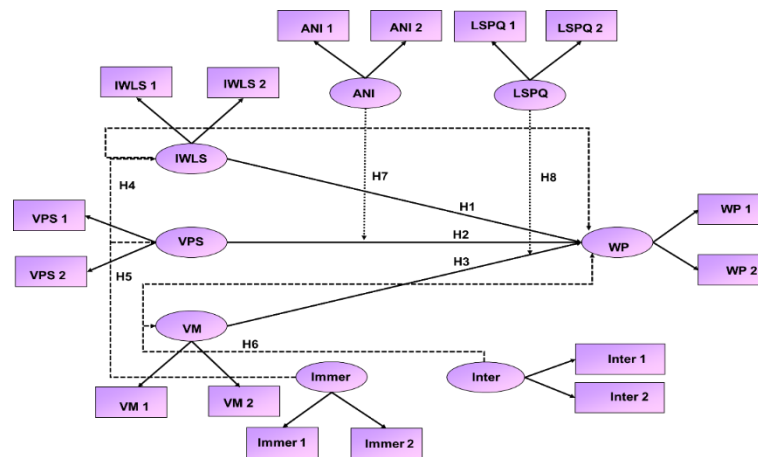 ANI 1
ANI 2
LSPQ 1
LSPQ 2
IWLS 1
IWLS 2
ANI
LSPQ
IWLS
H4
H7
H8
H1
VPS 1
VPS
H2
WP
WP 1
VPS 2
H5
H3
WP 2
VM
H6
Immer
Inter
Inter 1
Inter 2
VM 1
VM 2
Immer 1
Immer 2